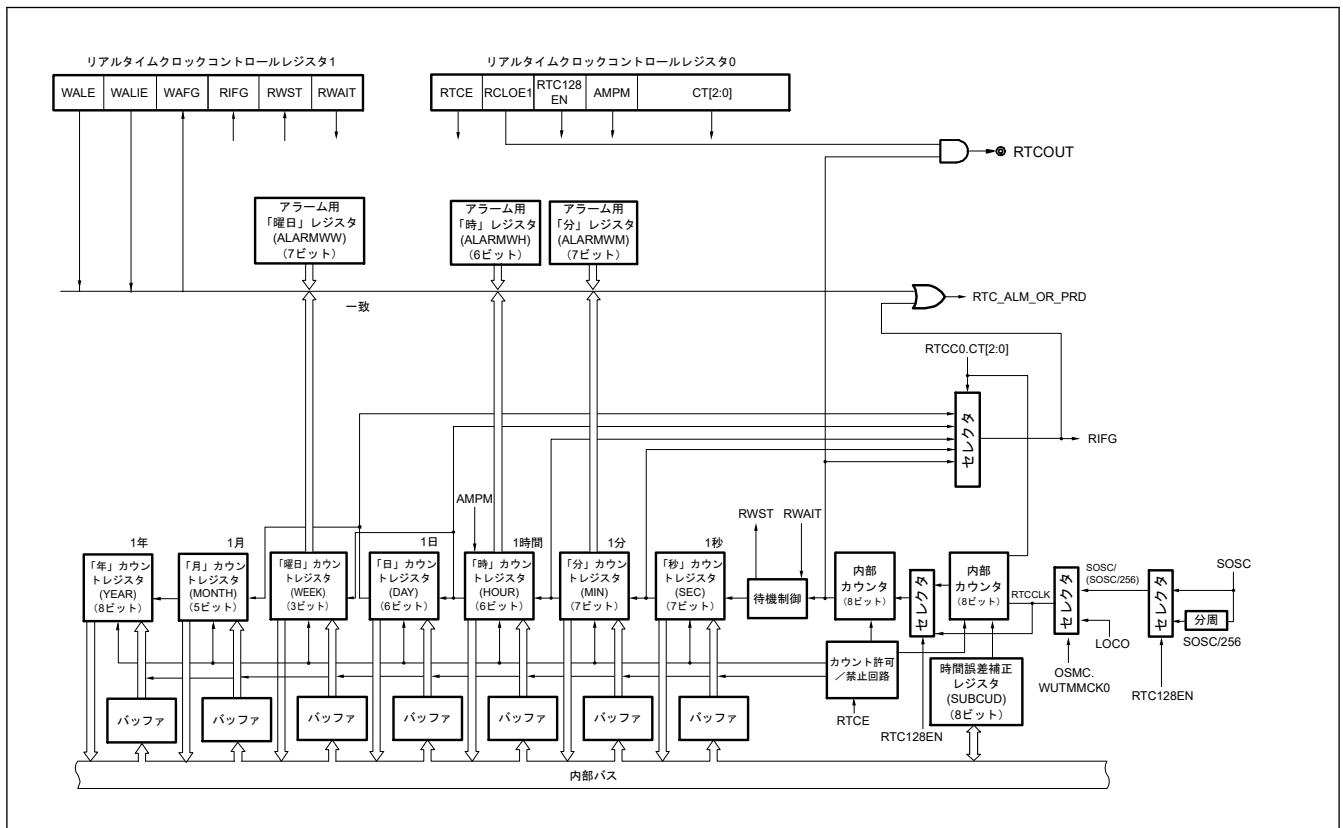 リアルタイムクロックコントロールレジスタ1
WALE WALIE WAFG RIFG RWST RWAIT
リアルタイムクロックコントロールレジスタ0
RTCE RCLOE1 RTC128
EN AMPM CT[2:0]
RTCOUT
アラーム用
「曜日」レジスタ
(ALARMWW)
(7ビット)
アラーム用
「時」レジスタ
(ALARMWH)
(6ビット)
アラーム用
「分」レジスタ
(ALARMWM)
(7ビット)
一致
RTC_ALM_OR_PRD
RTCC0.CT[2:0]
セレクタ
RIFG
AMPM
RWST
RWAIT
1年
「年」カウン
トレジスタ
(YEAR)
(8ビット)
1月
「月」カウン
トレジスタ
(MONTH)
(5ビット)
「曜日」カウン
トレジスタ
(WEEK)
(3ビット)
1日
「日」カウン
トレジスタ
(DAY)
(6ビット)
1時間
「時」カウン
トレジスタ
(HOUR)
(6ビット)
1分
「分」カウン
トレジスタ
(MIN)
(7ビット)
1秒
「秒」カウン
トレジスタ
(SEC)
(7ビット)
待機制御
内部
カウンタ
(8ビット)
セレクタ
内部
カウンタ
(8ビット)
RTCCLK
セレクタ
SOSC/
(SOSC/256)
セレクタ
SOSC
分周
SOSC/256
LOCO
OSMC.
WUTMMCK0
RTC128EN
カウント許可
/禁止回路
RTCE
RTC128EN
時間誤差補正
レジスタ
(SUBCUD)
(8ビット)
バッファ
バッファ
バッファ
バッファ
バッファ
バッファ
バッファ
内部バス